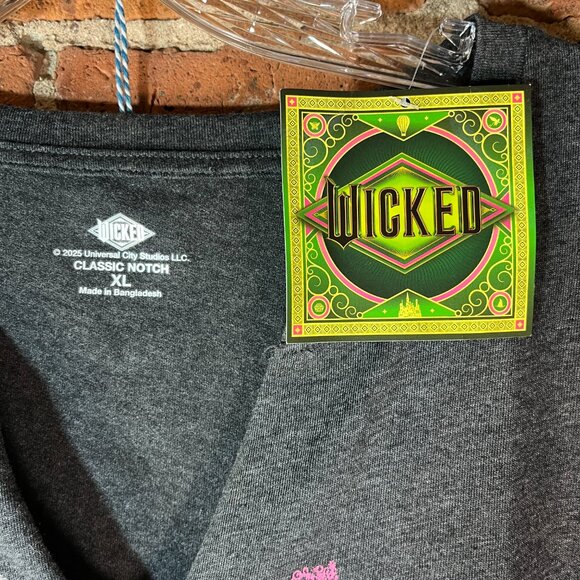 WICKED
© 2025 Universal City Studios LLC.
CLASSIC NOTCH
XL
Made in Bangladesh
WICKED